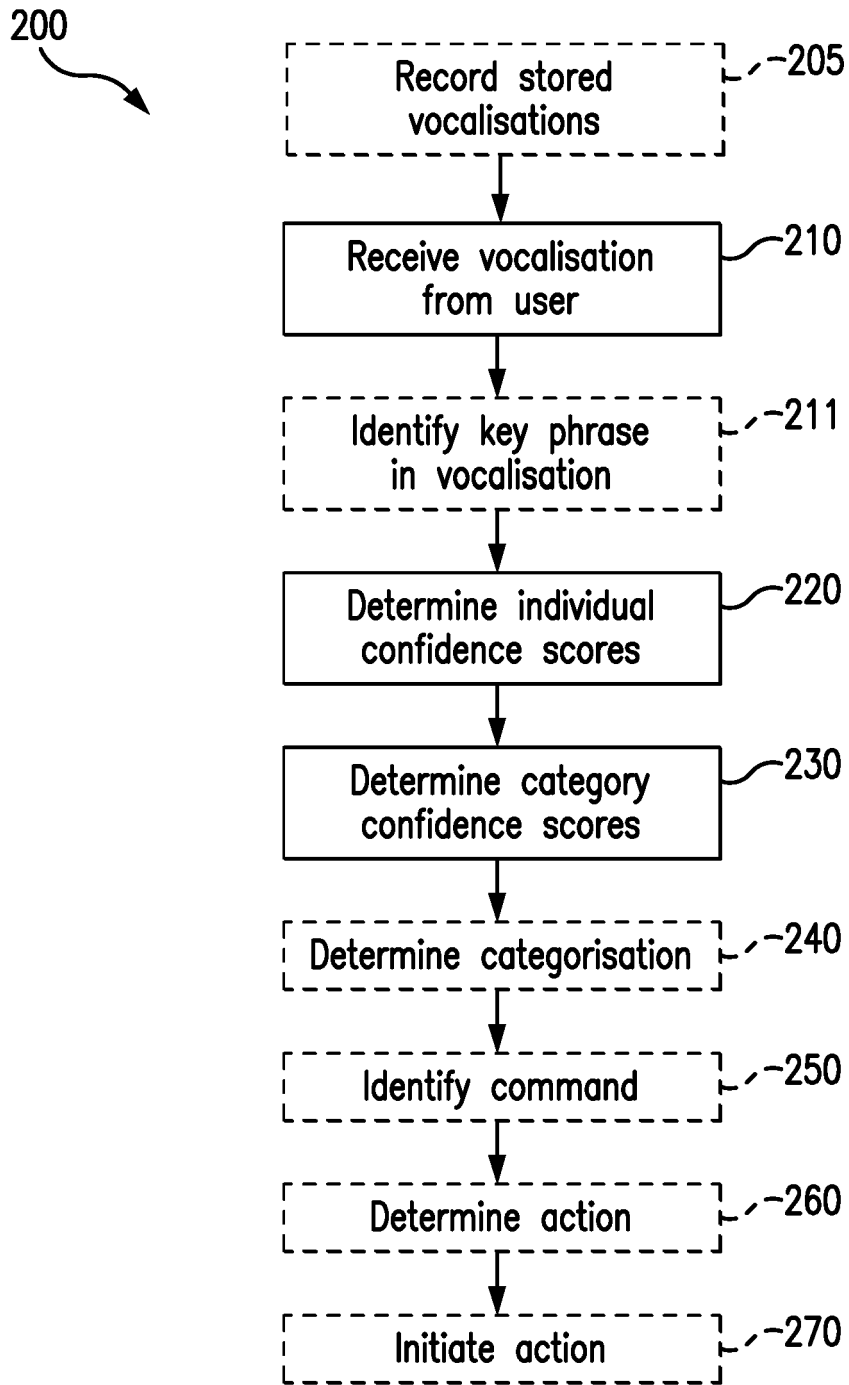 200
Record stored
vocalisations
205
Receive vocalisation
from user
210
Identify key phrase
in vocalisation
211
Determine individual
confidence scores
220
Determine category
confidence scores
230
Determine categorisation
240
Identify command
250
Determine action
260
Initiate action
270